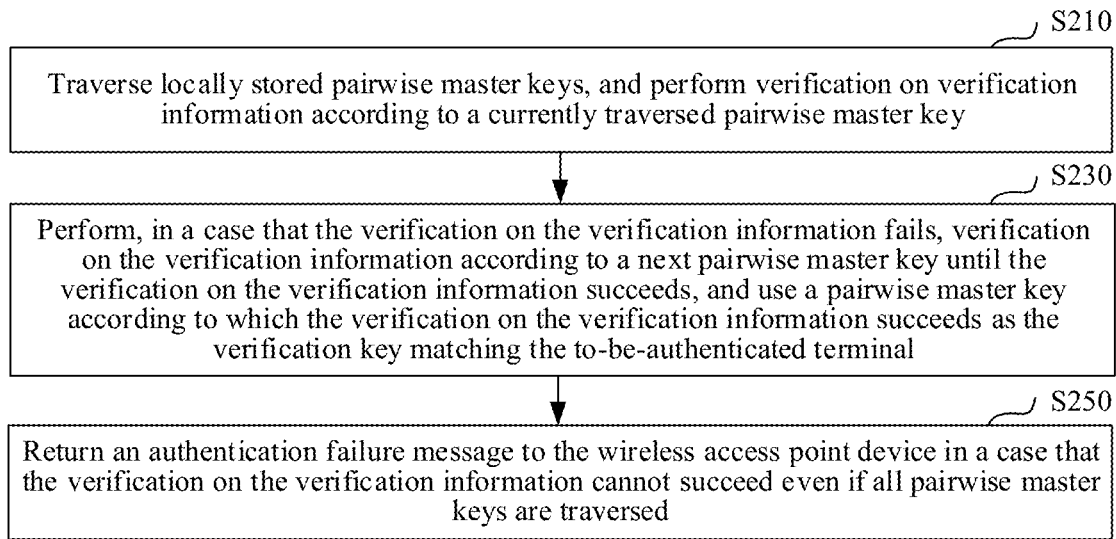 S210
Traverse locally stored pairwise master keys, and perform verification on verification
information according to a currently traversed pairwise master key
S230
Perform, in a case that the verification on the verification information fails, verification
on the verification information according to a next pairwise master key until the
verification on the verification information succeeds, and use a pairwise master key
according to which the verification on the verification information succeeds as the
verification key matching the to-be-authenticated terminal
S250
Return an authentication failure message to the wireless access point device in a case that
the verification on the verification information cannot succeed even if all pairwise master
keys are traversed